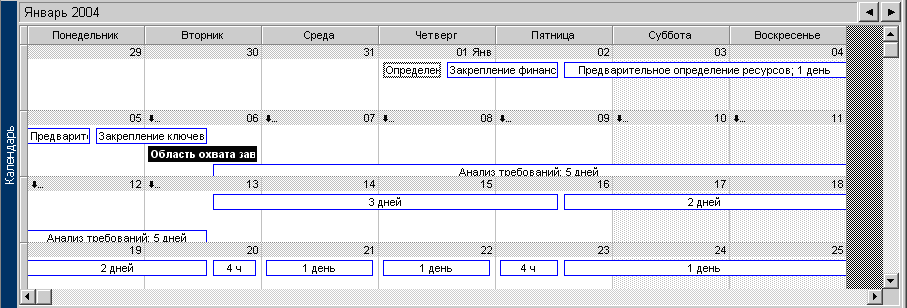 Календарь
Январь 2004
Понедельник Вторник Среда Четверг Пятница Суббота Воскресенье
29 30 31 01 Янв 02 03 04
Определен Закрепление финанс Предварительное определение ресурсов; 1 день
05 ... 06 ... 07 ... 08 ... 09 ... 10 ... 11
Предварит Закрепление ключев
Область охвата зав
Анализ требований: 5 дней
... 12 ... 13 14 15 16 17 18
3 дней 2 дней
Анализ требований: 5 дней
19 20 21 22 23 24 25
2 дней 4 ч 1 день 1 день 4 ч 1 день